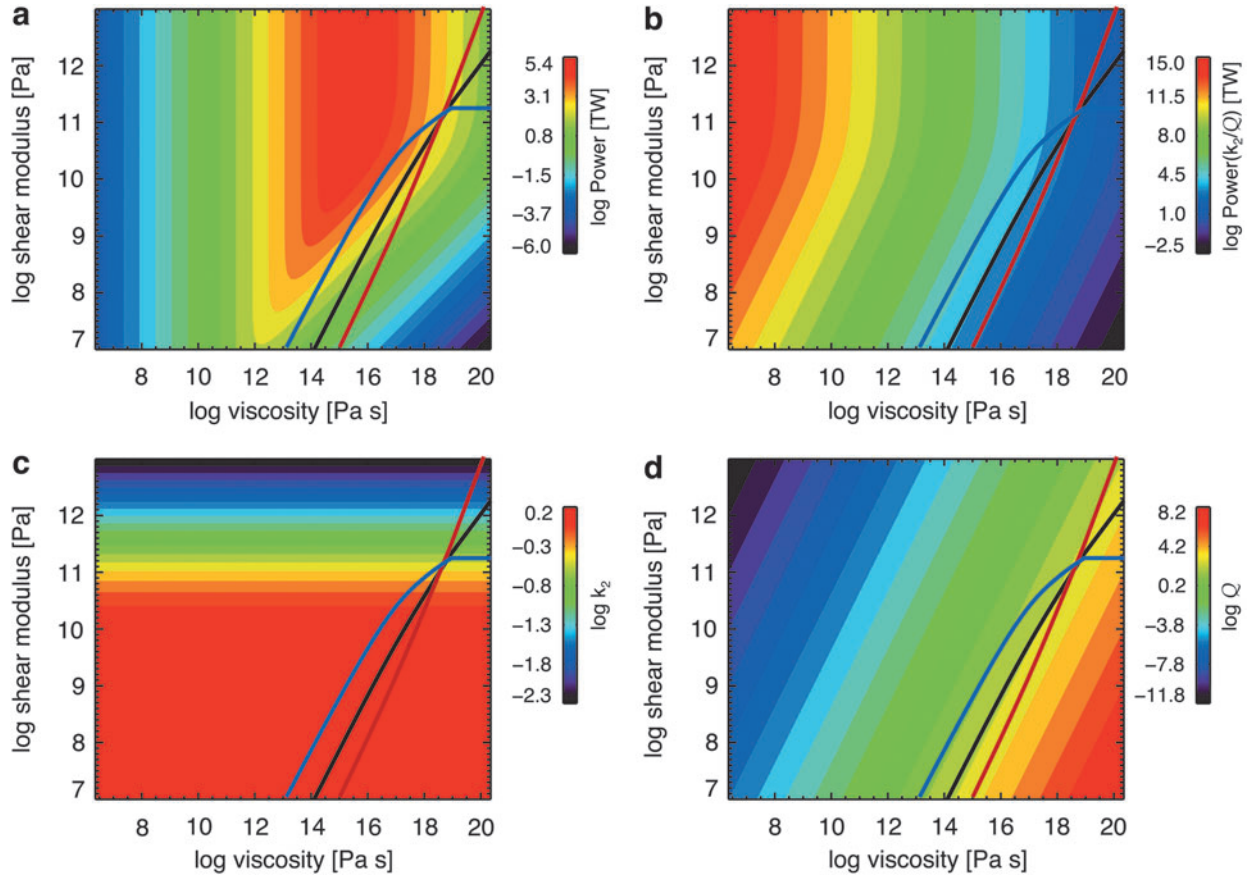 a
log shear modulus [Pa]
12
11
10
9
8
7
8 10 12 14 16 18 20
log viscosity [Pa s]
5.4
3.1
0.8
−1.5
−3.7
−6.0
log Power [TW]
b
log shear modulus [Pa]
12
11
10
9
8
7
8 10 12 14 16 18 20
log viscosity [Pa s]
15.0
11.5
8.0
4.5
1.0
−2.5
log Power(k₂/Q) [TW]
c
log shear modulus [Pa]
12
11
10
9
8
7
8 10 12 14 16 18 20
log viscosity [Pa s]
0.2
−0.3
−0.8
−1.3
−1.8
−2.3
log k₂
d
log shear modulus [Pa]
12
11
10
9
8
7
8 10 12 14 16 18 20
log viscosity [Pa s]
8.2
4.2
0.2
−3.8
−7.8
−11.8
log Q